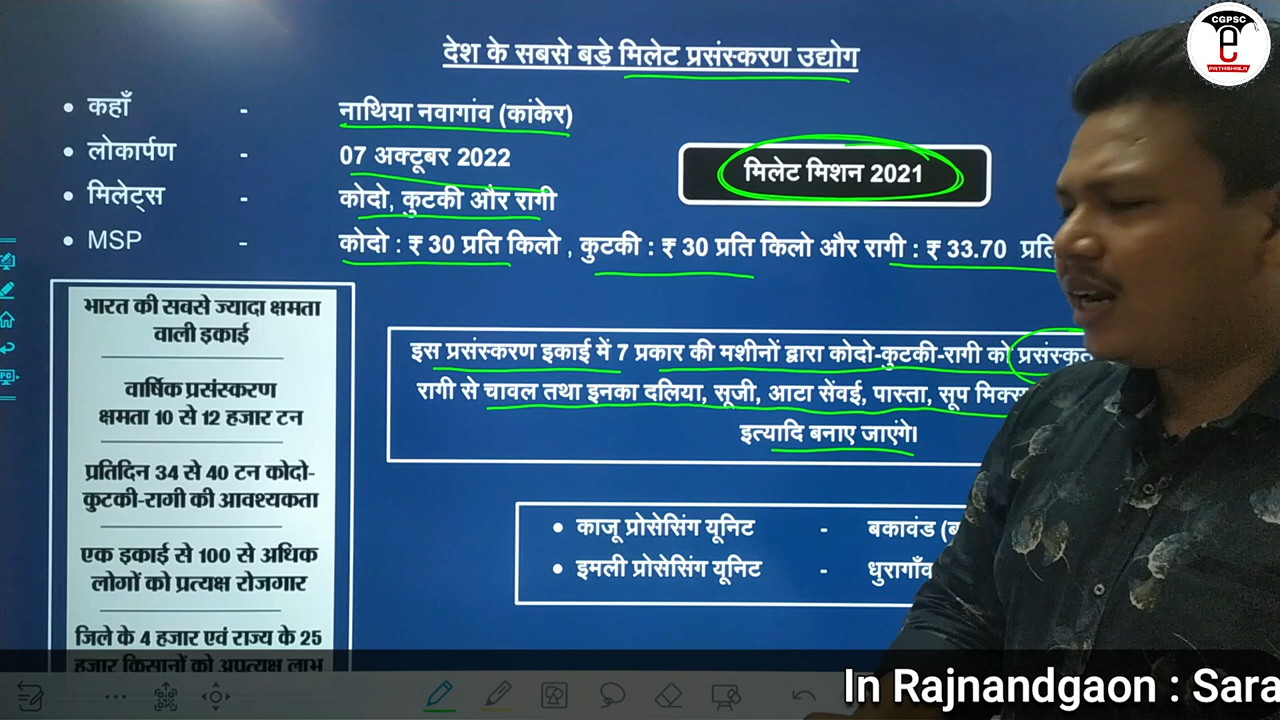 CGPSC
e
PATHSHALA
देश के सबसे बडे मिलेट प्रसंस्करण उद्योग
• कहाँ - नाथिया नवागांव (कांकेर)
• लोकार्पण - 07 अक्टूबर 2022
मिलेट मिशन 2021
• मिलेट्स - कोदो, कुटकी और रागी
• MSP - कोदो : ₹ 30 प्रति किलो , कुटकी : ₹ 30 प्रति किलो और रागी : ₹ 33.70 प्रति
भारत की सबसे ज्यादा क्षमता
वाली इकाई
वार्षिक प्रसंस्करण
क्षमता 10 से 12 हजार टन
प्रतिदिन 34 से 40 टन कोदो-
कुटकी-रागी की आवश्यकता
एक इकाई से 100 से अधिक
लोगों को प्रत्यक्ष रोजगार
जिले के 4 हजार एवं राज्य के 25
हजार किसानों को अप्रत्यक्ष लाभ
इस प्रसंस्करण इकाई में 7 प्रकार की मशीनों द्वारा कोदो-कुटकी-रागी को प्रसंस्कृत
रागी से चावल तथा इनका दलिया, सूजी, आटा सेंवई, पास्ता, सूप मिक्स
इत्यादि बनाए जाएंगे।
• काजू प्रोसेसिंग यूनिट - बकावंड (ब
• इमली प्रोसेसिंग यूनिट - धुरागाँव
In Rajnandgaon : Sara